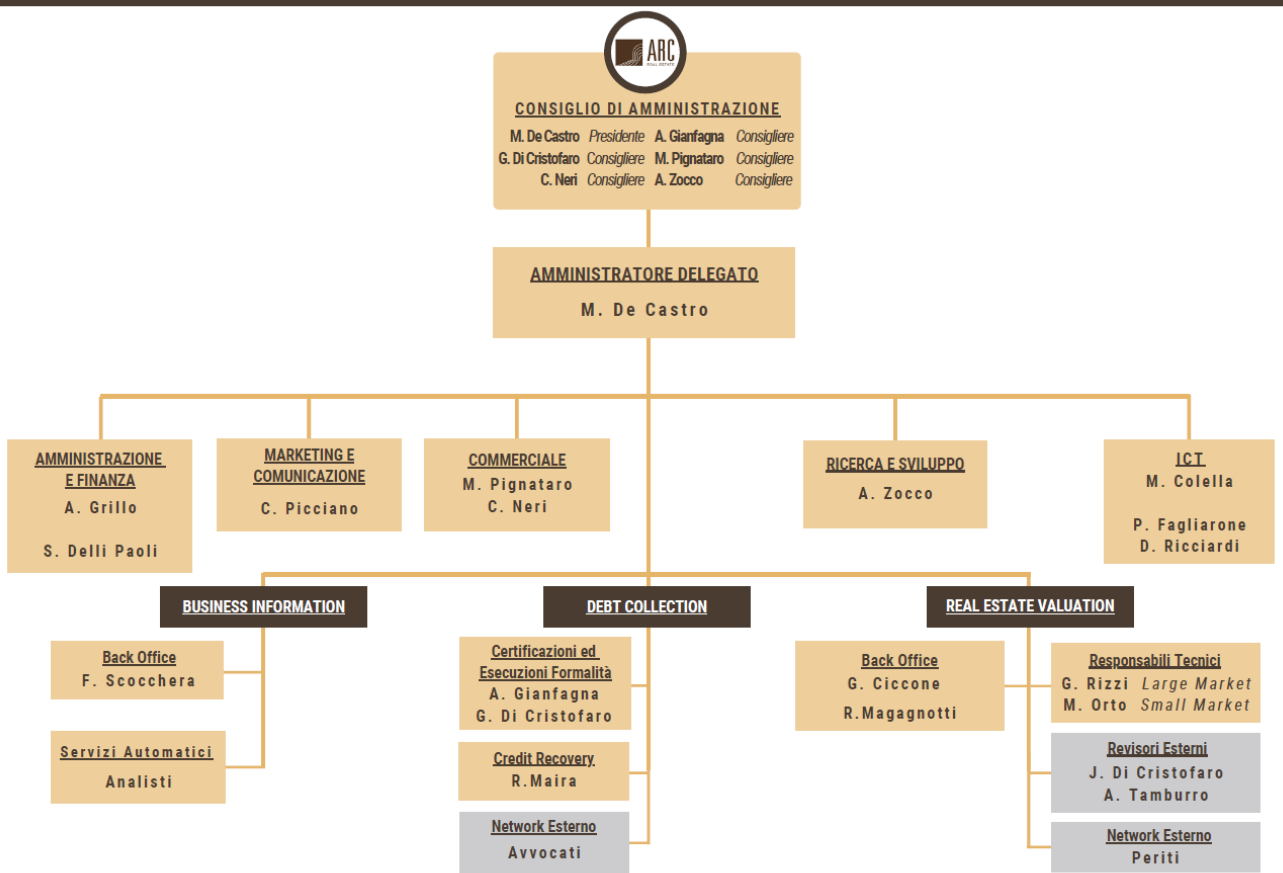 ARC
REAL ESTATE
CONSIGLIO DI AMMINISTRAZIONE
M. De Castro Presidente A. Gianfagna Consigliere
G. Di Cristofaro Consigliere M. Pignataro Consigliere
C. Neri Consigliere A. Zocco Consigliere
AMMINISTRATORE DELEGATO
M. De Castro
AMMINISTRAZIONE
E FINANZA
A. Grillo
S. Delli Paoli
MARKETING E
COMUNICAZIONE
C. Picciano
COMMERCIALE
M. Pignataro
C. Neri
RICERCA E SVILUPPO
A. Zocco
ICT
M. Colella
P. Fagliarone
D. Ricciardi
BUSINESS INFORMATION
Back Office
F. Scocchera
Servizi Automatici
Analisti
DEBT COLLECTION
Certificazioni ed
Esecuzioni Formalità
A. Gianfagna
G. Di Cristofaro
Credit Recovery
R.Maira
Network Esterno
Avvocati
REAL ESTATE VALUATION
Back Office
G. Ciccone
R.Magagnotti
Responsabili Tecnici
G. Rizzi Large Market
M. Orto Small Market
Revisori Esterni
J. Di Cristofaro
A. Tamburro
Network Esterno
Periti